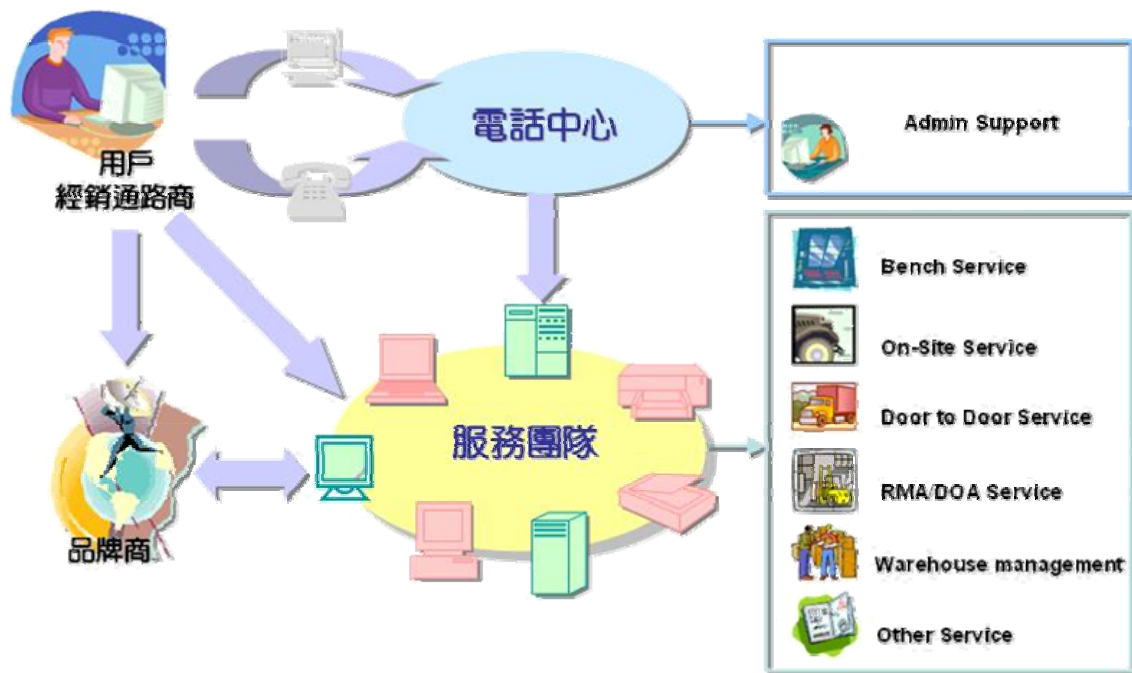 用戶
經銷通路商
電話中心
Admin Support
服務團隊
品牌商
Bench Service
On-Site Service
Door to Door Service
RMA/DOA Service
Warehouse management
Other Service